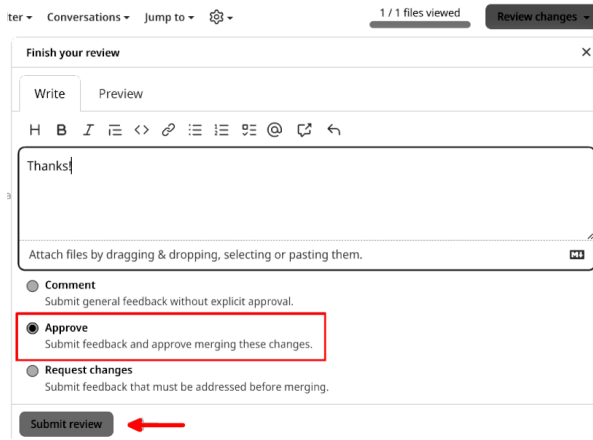 ter Conversations Jump to 1 / 1 files viewed Review changes
Finish your review
Write Preview
Thanks!
Attach files by dragging & dropping, selecting or pasting them.
Comment
Submit general feedback without explicit approval.
Approve
Submit feedback and approve merging these changes.
Request changes
Submit feedback that must be addressed before merging.
Submit review